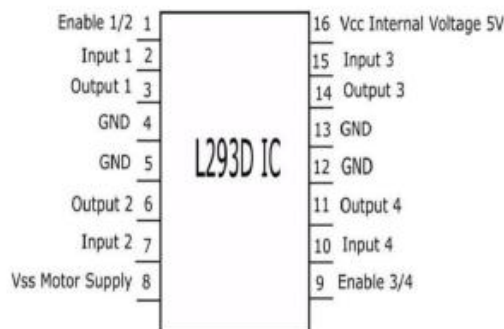 Enable 1/2 1
Input 1 2
Output 1 3
GND 4
GND 5
Output 2 6
Input 2 7
Vss Motor Supply 8
L293D IC
16 Vcc Internal Voltage 5V
15 Input 3
14 Output 3
13 GND
12 GND
11 Output 4
10 Input 4
9 Enable 3/4